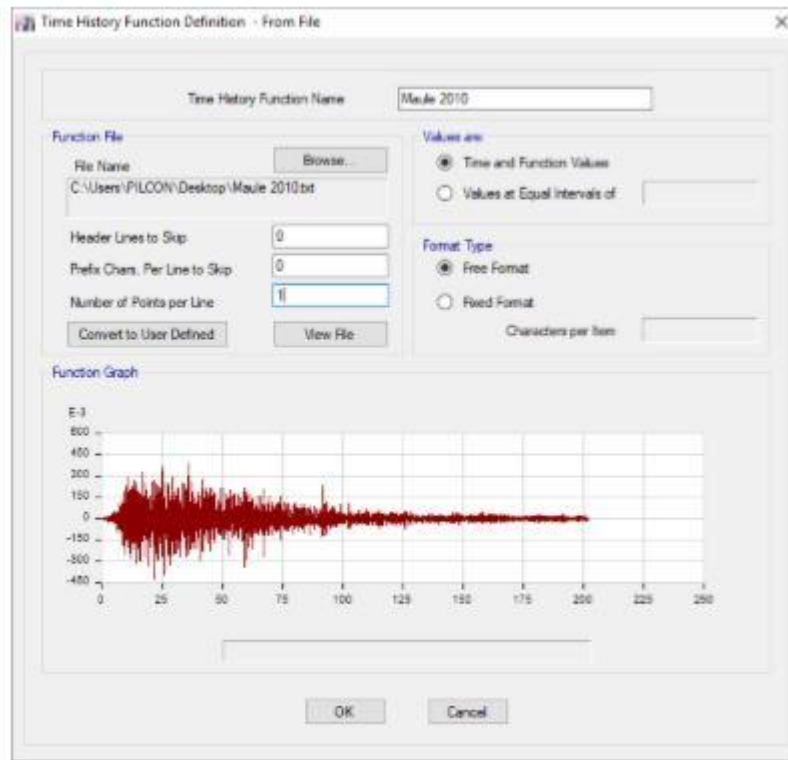 Time History Function Definition - From File
Time History Function Name
Maule 2010
Function File
File Name
Browse...
C:\Users\PILCON\Desktop\Maule 2010.txt
Header Lines to Skip
0
Prefix Chars. Per Line to Skip
0
Number of Points per Line
1
Convert to User Defined
View File
Values are:
Time and Function Values
Values at Equal Intervals of
Format Type
Free Format
Fixed Format
Characters per Item
Function Graph
E-3
600
450
300
150
0
-150
-300
-450
0 25 50 75 100 125 150 175 200 225 250
OK
Cancel